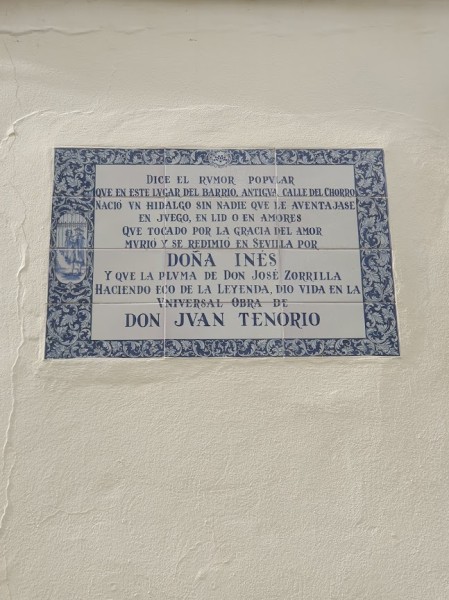 DICE EL RVMOR POPVLAR
QVE EN ESTE LVGAR DEL BARRIO, ANTIGVA CALLE DEL CHORRO
NACIÓ VN HIDALGO SIN NADIE QVE LE AVENTAJASE
EN JVEGO, EN LID O EN AMORES
QVE TOCADO POR LA GRACIA DEL AMOR
MVRIÓ Y SE REDIMIÓ EN SEVILLA POR
DOÑA INÉS
Y QVE LA PLVMA DE DON JOSÉ ZORRILLA
HACIENDO ECO DE LA LEYENDA, DIO VIDA EN LA
VNIVERSAL OBRA DE
DON JVAN TENORIO